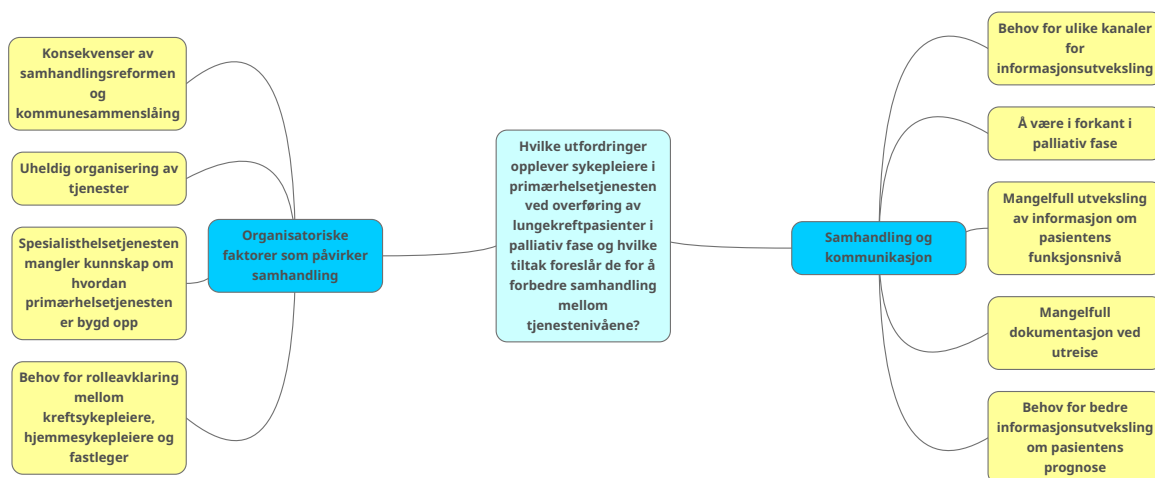 Konsekvenser av
samhandlingsreformen
og
kommunesammenslåing
Uheldig organisering av
tjenester
Spesialisthelsetjenesten
mangler kunnskap om
hvordan
primærhelsetjenesten
er bygd opp
Behov for rolleavklaring
mellom
kreftsykepleiere,
hjemmesykepleiere og
fastleger
Organisatoriske
faktorer som påvirker
samhandling
Hvilke utfordringer
opplever sykepleiere i
primærhelsetjenesten
ved overføring av
lungekreftpasienter i
palliativ fase og hvilke
tiltak foreslår de for å
forbedre samhandling
mellom
tjenestenivåene?
Samhandling og
kommunikasjon
Behov for ulike kanaler
for
informasjonsutveksling
Å være i forkant i
palliativ fase
Mangelfull utveksling
av informasjon om
pasientens
funksjonsnivå
Mangelfull
dokumentasjon ved
utreise
Behov for bedre
informasjonsutveksling
om pasientens
prognose